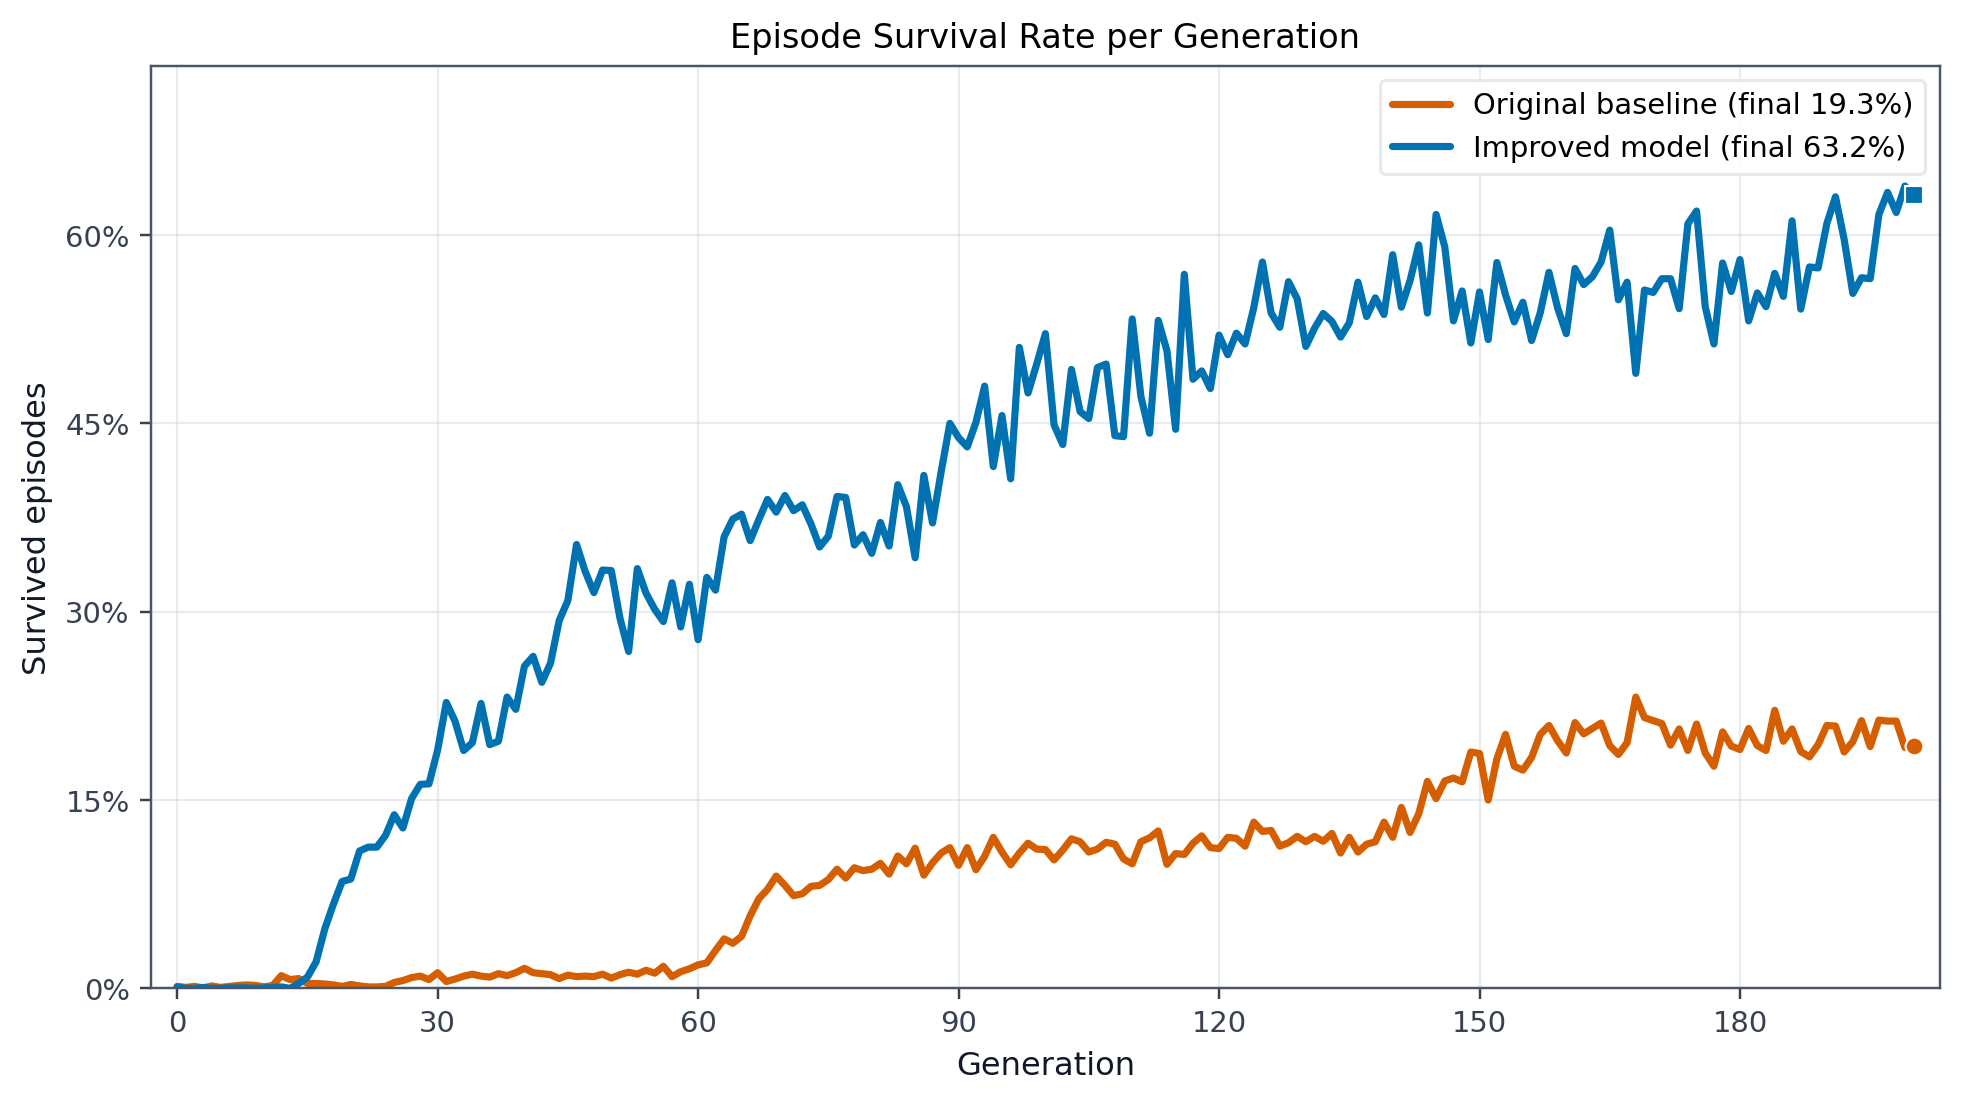 Episode Survival Rate per Generation
Original baseline (final 19.3%)
Improved model (final 63.2%)
60%
45%
30%
15%
0%
Survived episodes
0 30 60 90 120 150 180
Generation